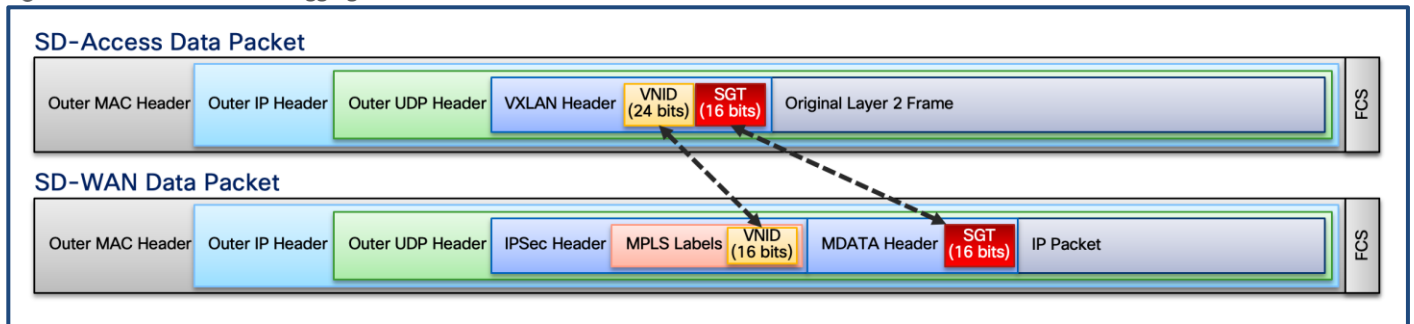 SD-Access Data Packet
Outer MAC Header Outer IP Header Outer UDP Header VXLAN Header VNID (24 bits) SGT (16 bits) Original Layer 2 Frame FCS
SD-WAN Data Packet
Outer MAC Header Outer IP Header Outer UDP Header IPSec Header MPLS Labels VNID (16 bits) MDATA Header SGT (16 bits) IP Packet FCS